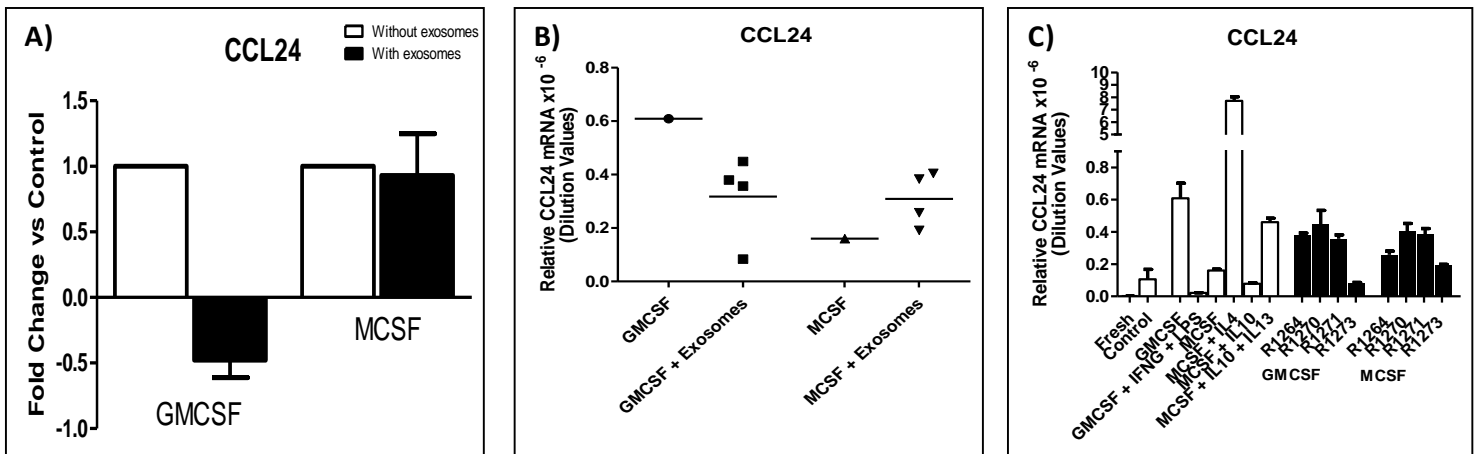 A)
CCL24
Without exosomes
With exosomes
Fold Change vs Control
1.5
1.0
0.5
0.0
-0.5
-1.0
GMCSF
MCSF
B)
CCL24
Relative CCL24 mRNA x10 -6
(Dilution Values)
0.8
0.6
0.4
0.2
0.0
GMCSF
GMCSF + Exosomes
MCSF
MCSF + Exosomes
C)
CCL24
Relative CCL24 mRNA x10 -6
(Dilution Values)
10
9
8
7
6
5
0.8
0.6
0.4
0.2
0.0
Fresh
Control
GMCSF
GMCSF + IFNG + LPS
MCSF
MCSF + IL4
MCSF + IL10
MCSF + IL10 + IL13
R1264
R1270
R1271
R1273
R1264
R1270
R1271
R1273
GMCSF
MCSF